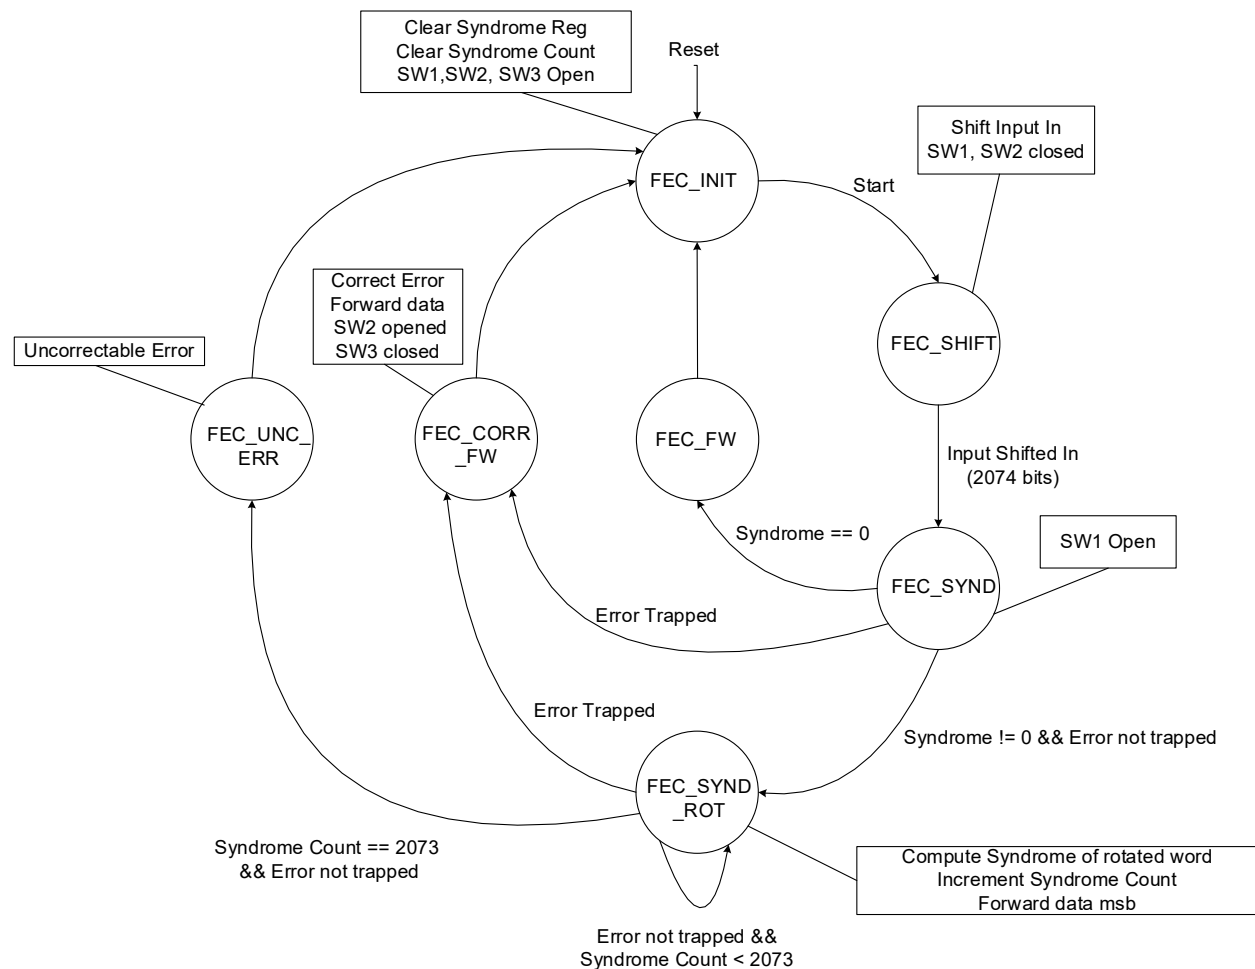 Clear Syndrome Reg
Clear Syndrome Count
SW1,SW2, SW3 Open
Reset
Shift Input In
SW1, SW2 closed
FEC_INIT
Start
Correct Error
Forward data
SW2 opened
SW3 closed
Uncorrectable Error
FEC_SHIFT
FEC_UNC_
ERR
FEC_CORR
_FW
FEC_FW
Input Shifted In
(2074 bits)
Syndrome == 0
SW1 Open
FEC_SYND
Error Trapped
Error Trapped
Syndrome != 0 && Error not trapped
FEC_SYND
_ROT
Syndrome Count == 2073
&& Error not trapped
Compute Syndrome of rotated word
Increment Syndrome Count
Forward data msb
Error not trapped &&
Syndrome Count < 2073